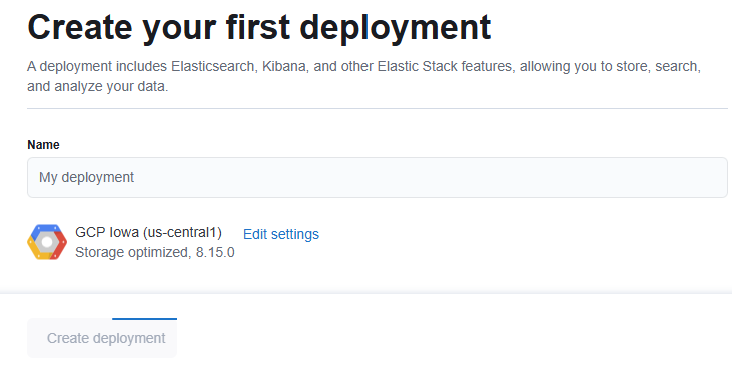 Create your first deployment
A deployment includes Elasticsearch, Kibana, and other Elastic Stack features, allowing you to store, search,
and analyze your data.
Name
My deployment
GCP Iowa (us-central1) Edit settings
Storage optimized, 8.15.0
Create deployment